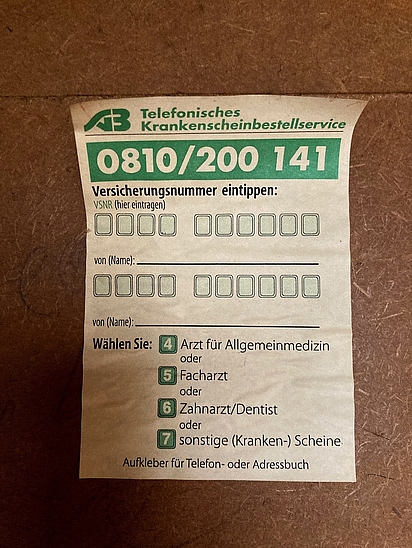 AB Telefonisches
Krankenscheinbestellservice
0810/200 141
Versicherungsnummer eintippen:
VSNR (hier eintragen)
von (Name):
von (Name):
Wählen Sie: 4 Arzt für Allgemeinmedizin
oder
5 Facharzt
oder
6 Zahnarzt/Dentist
oder
7 sonstige (Kranken-) Scheine
Aufkleber für Telefon- oder Adressbuch